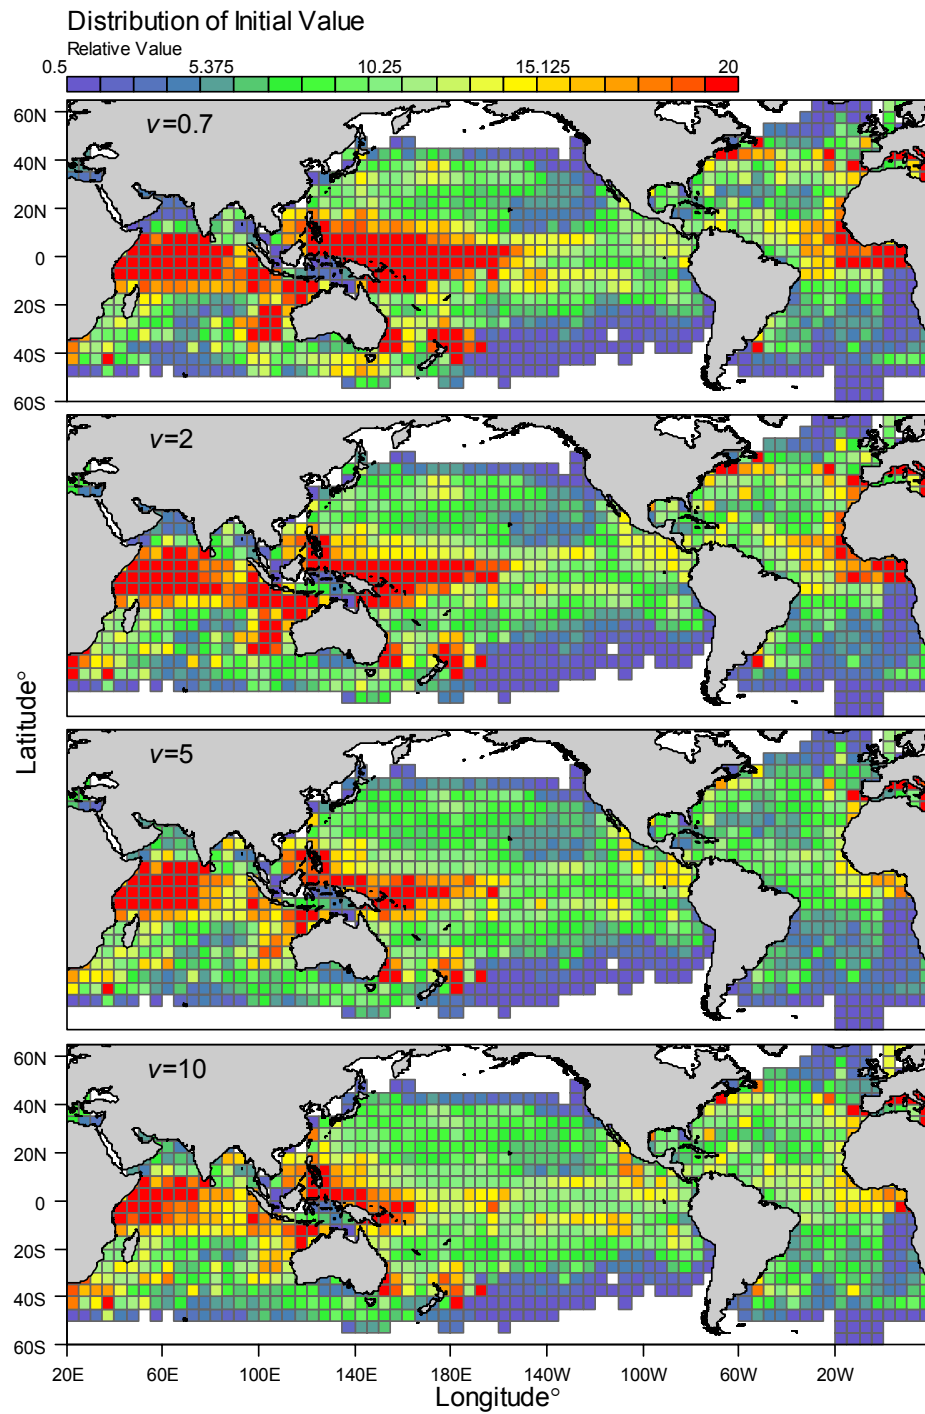 Distribution of Initial Value
Relative Value
0.5 5.375 10.25 15.125 20
v=0.7
60N
40N
20N
0
20S
40S
60S
v=2
v=5
v=10
60N
40N
20N
0
20S
40S
60S
20E 60E 100E 140E 180E 140W 100W 60W 20W
Longitude°
Latitude°